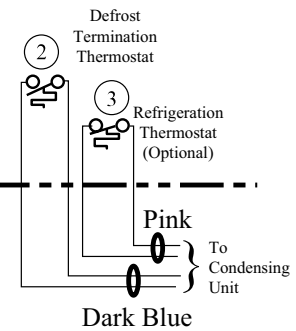 Defrost
Termination
Thermostat
2
3
Refrigeration
Thermostat
(Optional)
Pink
To
Condensing
Unit
Dark Blue